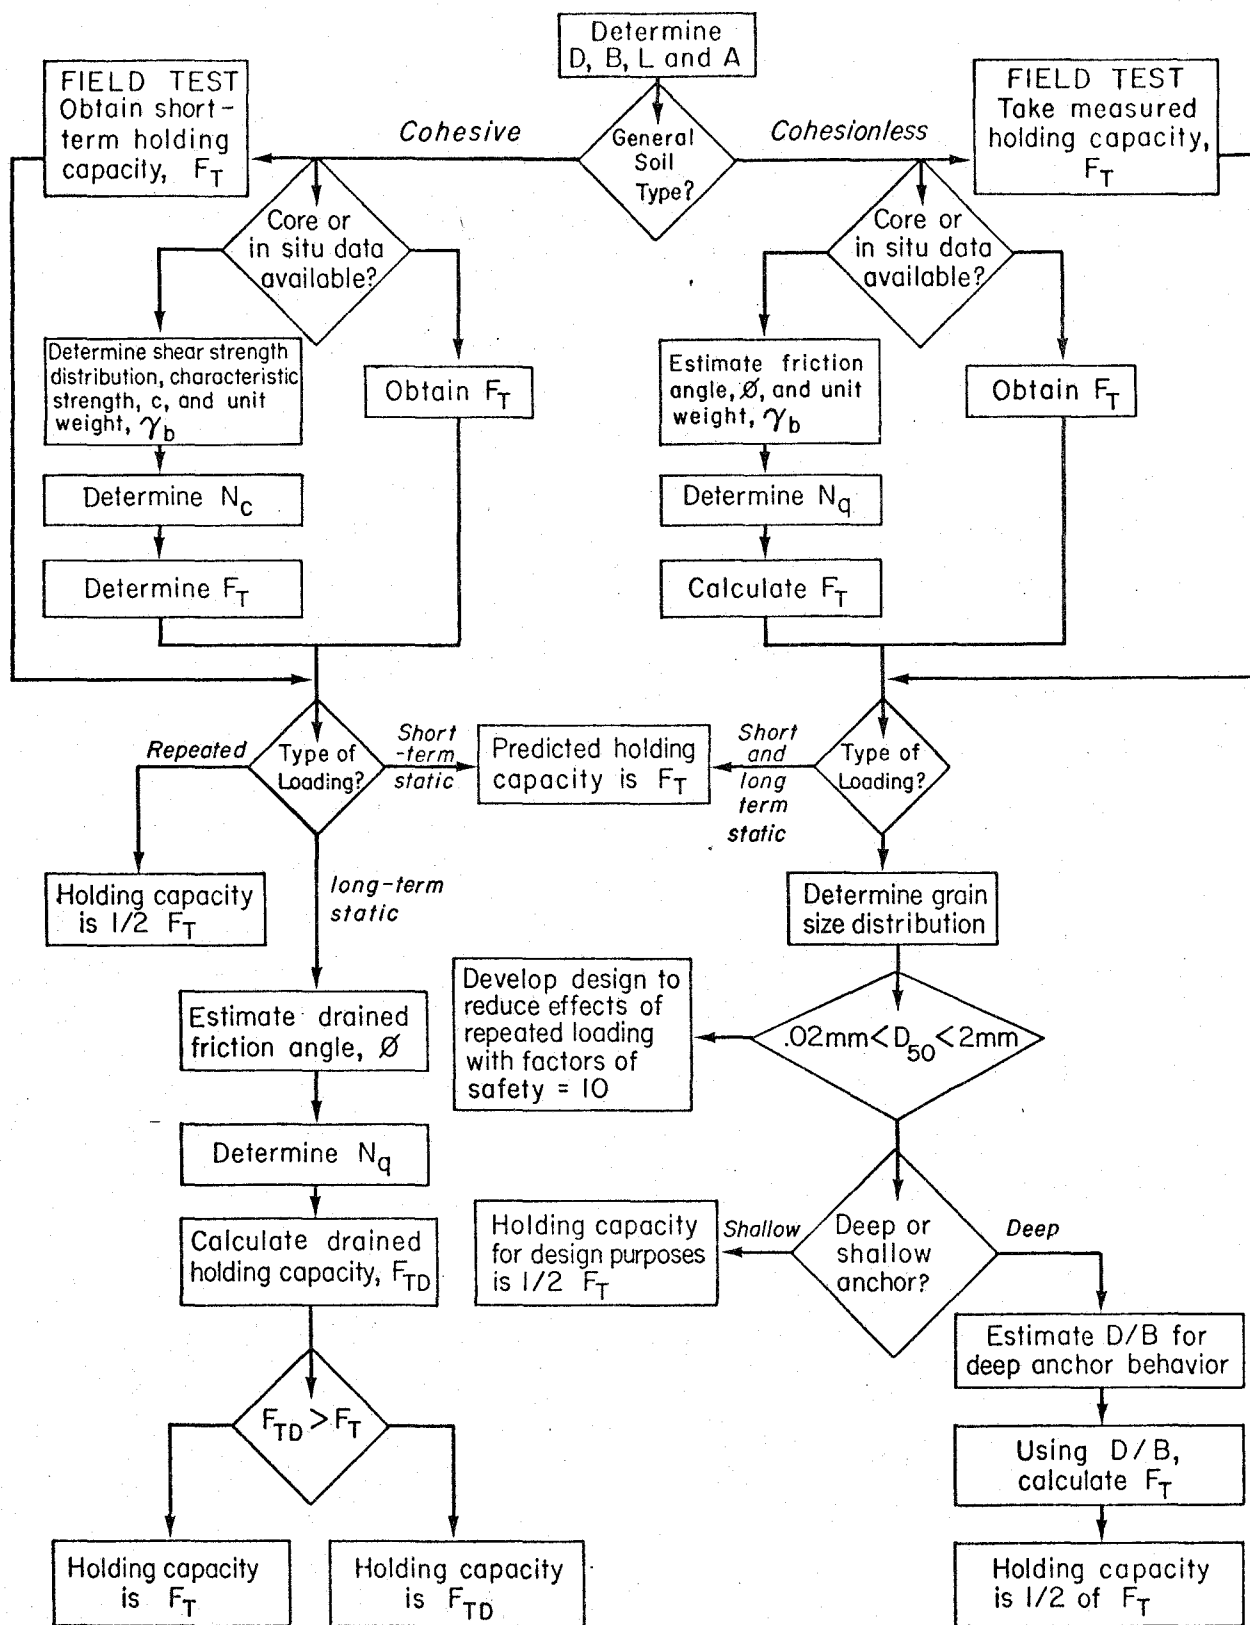 Determine
D, B, L and A
FIELD TEST
Obtain short-
term holding
capacity, F_T
Cohesive
General
Soil
Type?
Cohesionless
FIELD TEST
Take measured
holding capacity,
F_T
Core or
in situ data
available?
Core or
in situ data
available?
Determine shear strength
distribution, characteristic
strength, c, and unit
weight, γ_b
Obtain F_T
Estimate friction
angle, Ø, and unit
weight, γ_b
Obtain F_T
Determine N_c
Determine N_q
Determine F_T
Calculate F_T
Repeated
Type of
Loading?
Short
-term
static
Predicted holding
capacity is F_T
Short
and
long
term
static
Type of
Loading?
Holding capacity
is 1/2 F_T
long-term
static
Determine grain
size distribution
Develop design to
reduce effects of
repeated loading
with factors of
safety = 10
.02mm<D_50<2mm
Estimate drained
friction angle, Ø
Determine N_q
Calculate drained
holding capacity, F_TD
Holding capacity
for design purposes
is 1/2 F_T
Shallow
Deep or
shallow
anchor?
Deep
Estimate D/B for
deep anchor behavior
F_TD > F_T
Using D/B,
calculate F_T
Holding capacity
is F_T
Holding capacity
is F_TD
Holding capacity
is 1/2 of F_T